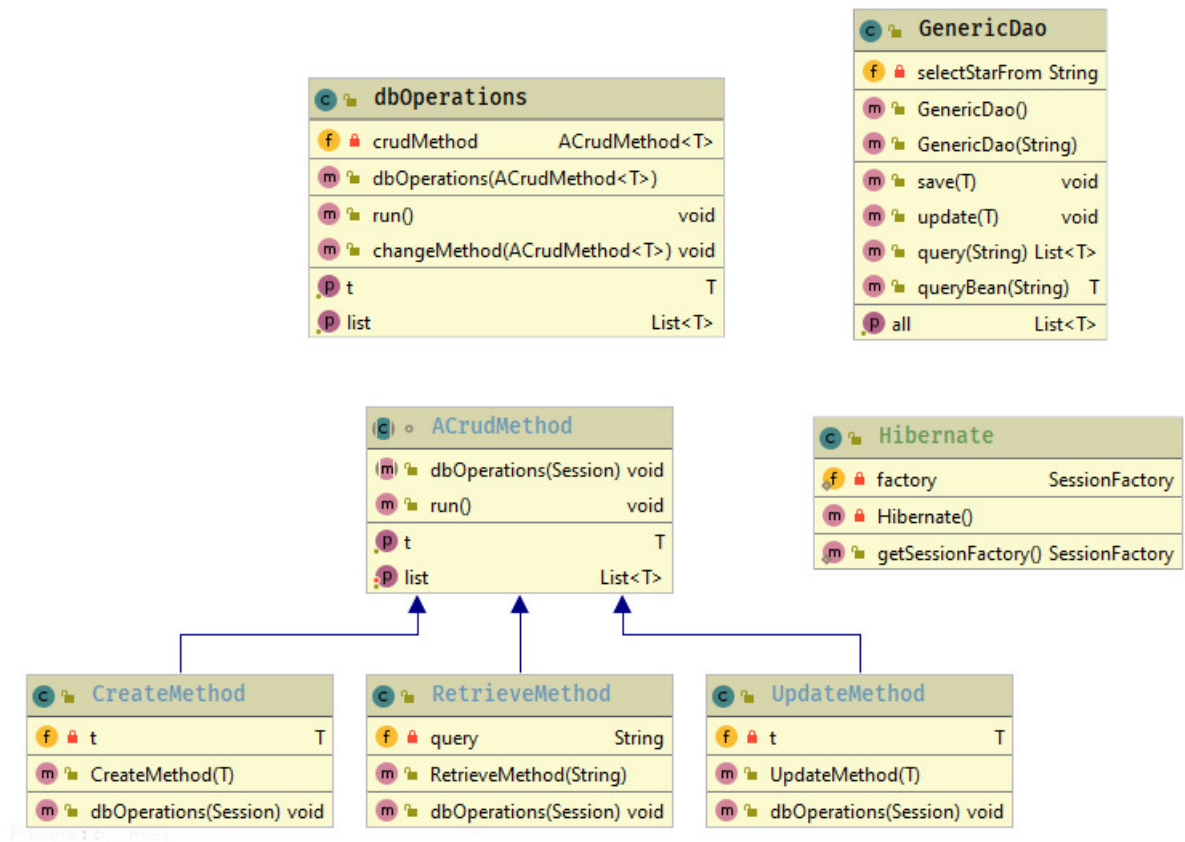 GenericDao
selectStarFrom String
GenericDao()
GenericDao(String)
save(T) void
update(T) void
query(String) List<T>
queryBean(String) T
all List<T>
dbOperations
crudMethod ACrudMethod<T>
dbOperations(ACrudMethod<T>)
run() void
changeMethod(ACrudMethod<T>) void
t T
list List<T>
ACrudMethod
dbOperations(Session) void
run() void
t T
list List<T>
Hibernate
factory SessionFactory
Hibernate()
getSessionFactory() SessionFactory
CreateMethod
t T
CreateMethod(T)
dbOperations(Session) void
RetrieveMethod
query String
RetrieveMethod(String)
dbOperations(Session) void
UpdateMethod
t T
UpdateMethod(T)
dbOperations(Session) void